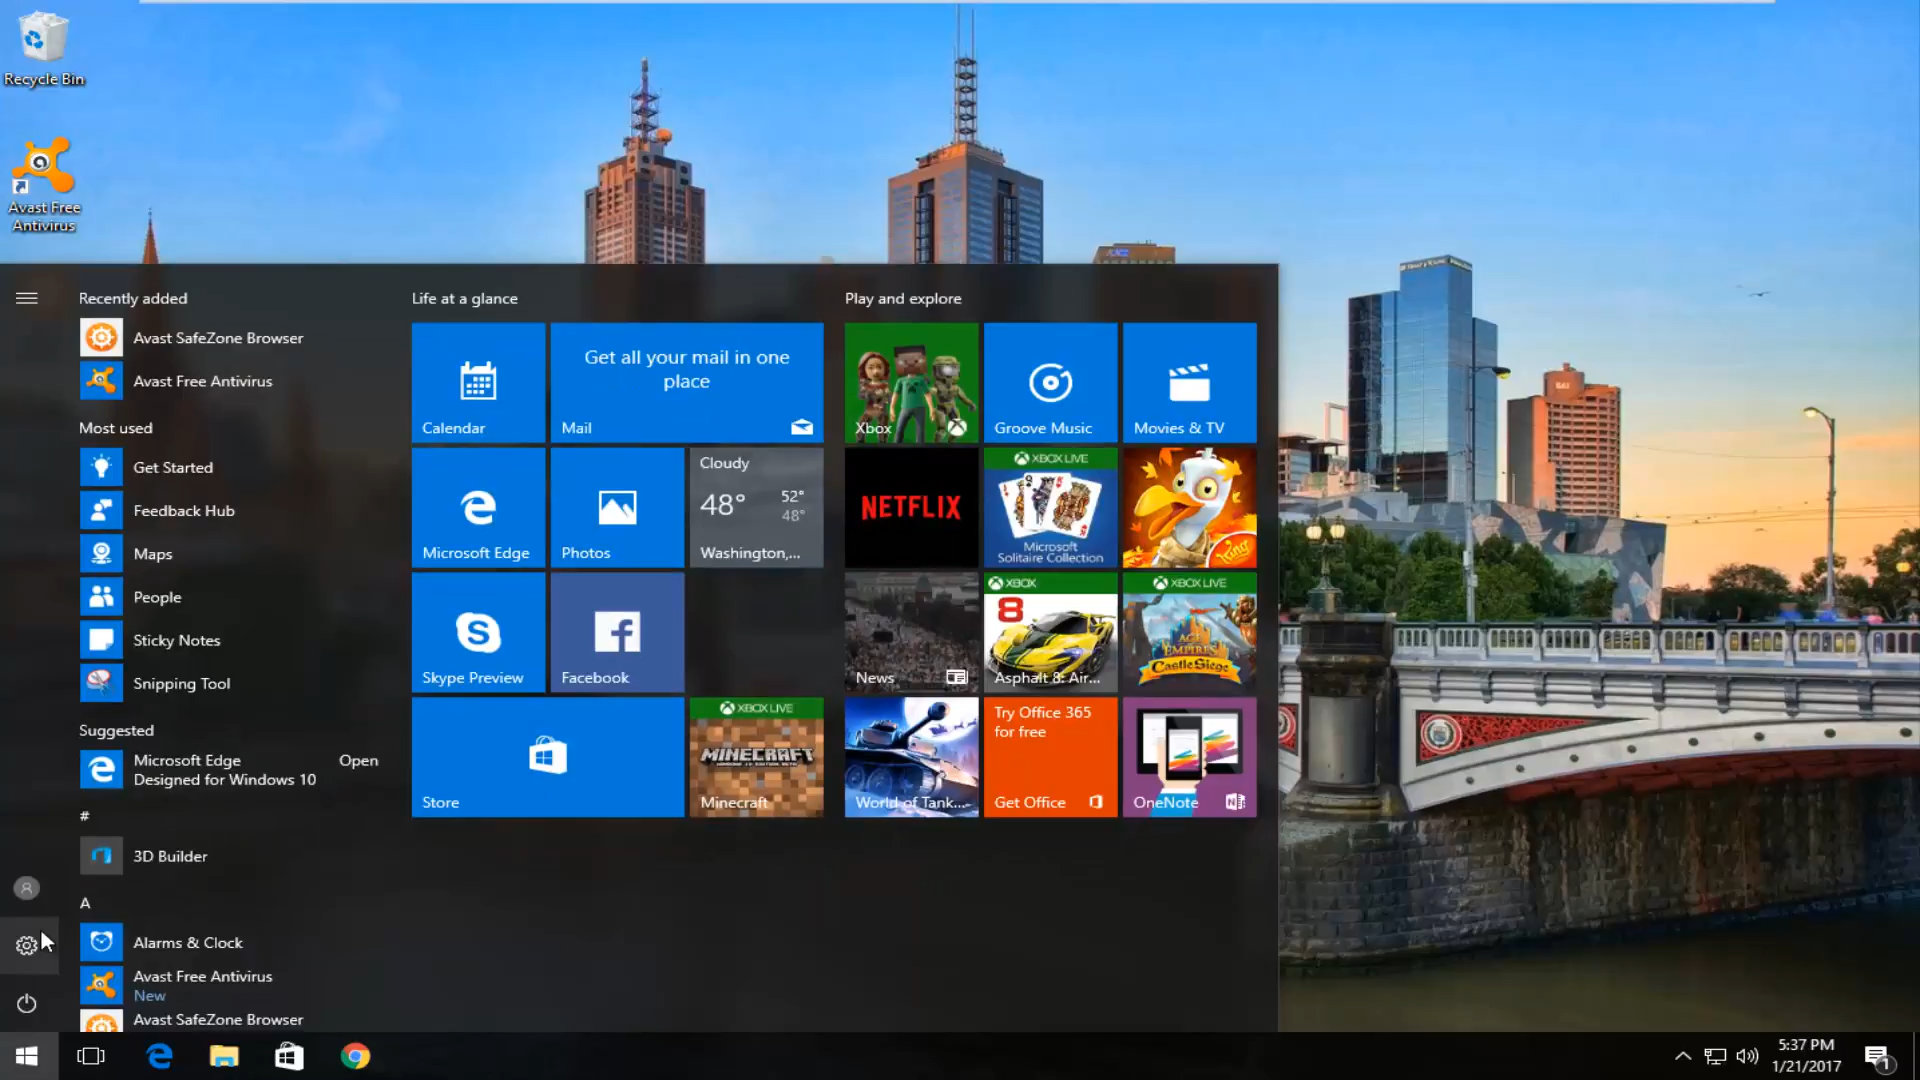 Recycle Bin
Avast Free
Antivirus
Recently added
Avast SafeZone Browser
Avast Free Antivirus
Most used
Get Started
Feedback Hub
Maps
People
Sticky Notes
Snipping Tool
Suggested
Microsoft Edge
Designed for Windows 10
Open
#
3D Builder
A
Alarms & Clock
Avast Free Antivirus
New
Avast SafeZone Browser
Life at a glance
Calendar
Get all your mail in one
place
Mail
Microsoft Edge
Photos
Cloudy
48°
52°
48°
Washington,...
Skype Preview
Facebook
Store
XBOX LIVE
MINECRAFT
Minecraft
Play and explore
Xbox
Groove Music
Movies & TV
NETFLIX
XBOX LIVE
Microsoft
Solitaire Collection
King
News
XBOX
8
Asphalt 8: Air...
XBOX LIVE
AGE
OF
EMPIRES
Castle Siege
World of Tank...
Try Office 365
for free
Get Office
OneNote
5:37 PM
1/21/2017
1